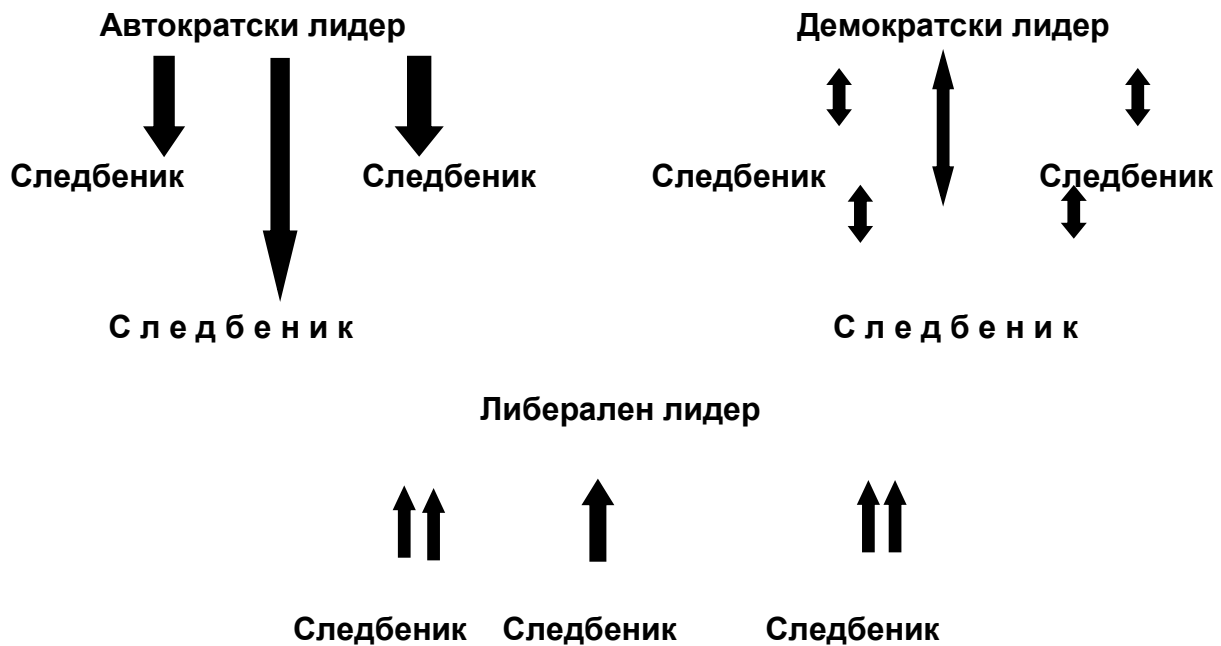 Автократски лидер Демократски лидер
Следбеник Следбеник Следбеник Следбеник
С л е д б е н и к С л е д б е н и к
Либерален лидер
Следбеник Следбеник Следбеник